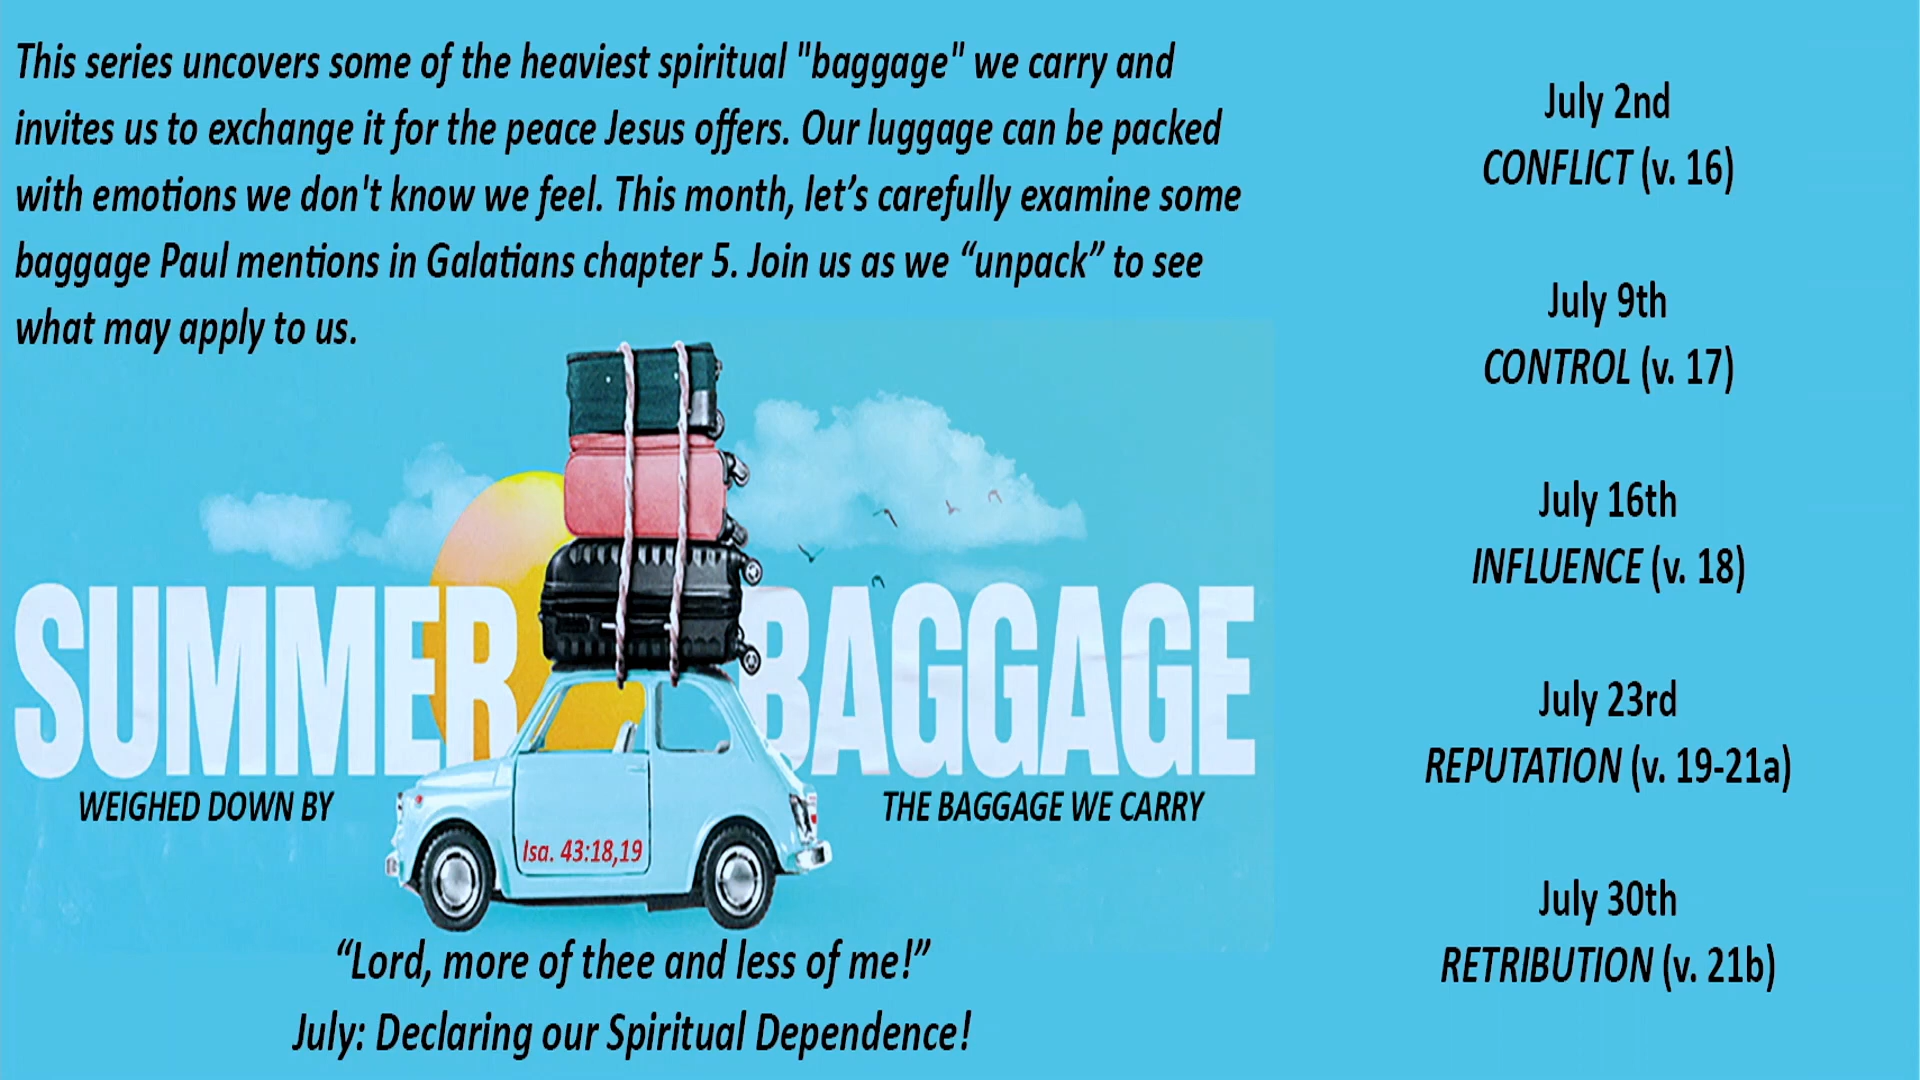 This series uncovers some of the heaviest spiritual "baggage" we carry and
invites us to exchange it for the peace Jesus offers. Our luggage can be packed
with emotions we don't know we feel. This month, let’s carefully examine some
baggage Paul mentions in Galatians chapter 5. Join us as we “unpack” to see
what may apply to us.
SUMMER BAGGAGE
WEIGHED DOWN BY THE BAGGAGE WE CARRY
Isa. 43:18,19
“Lord, more of thee and less of me!”
July: Declaring our Spiritual Dependence!
July 2nd
CONFLICT (v. 16)
July 9th
CONTROL (v. 17)
July 16th
INFLUENCE (v. 18)
July 23rd
REPUTATION (v. 19-21a)
July 30th
RETRIBUTION (v. 21b)